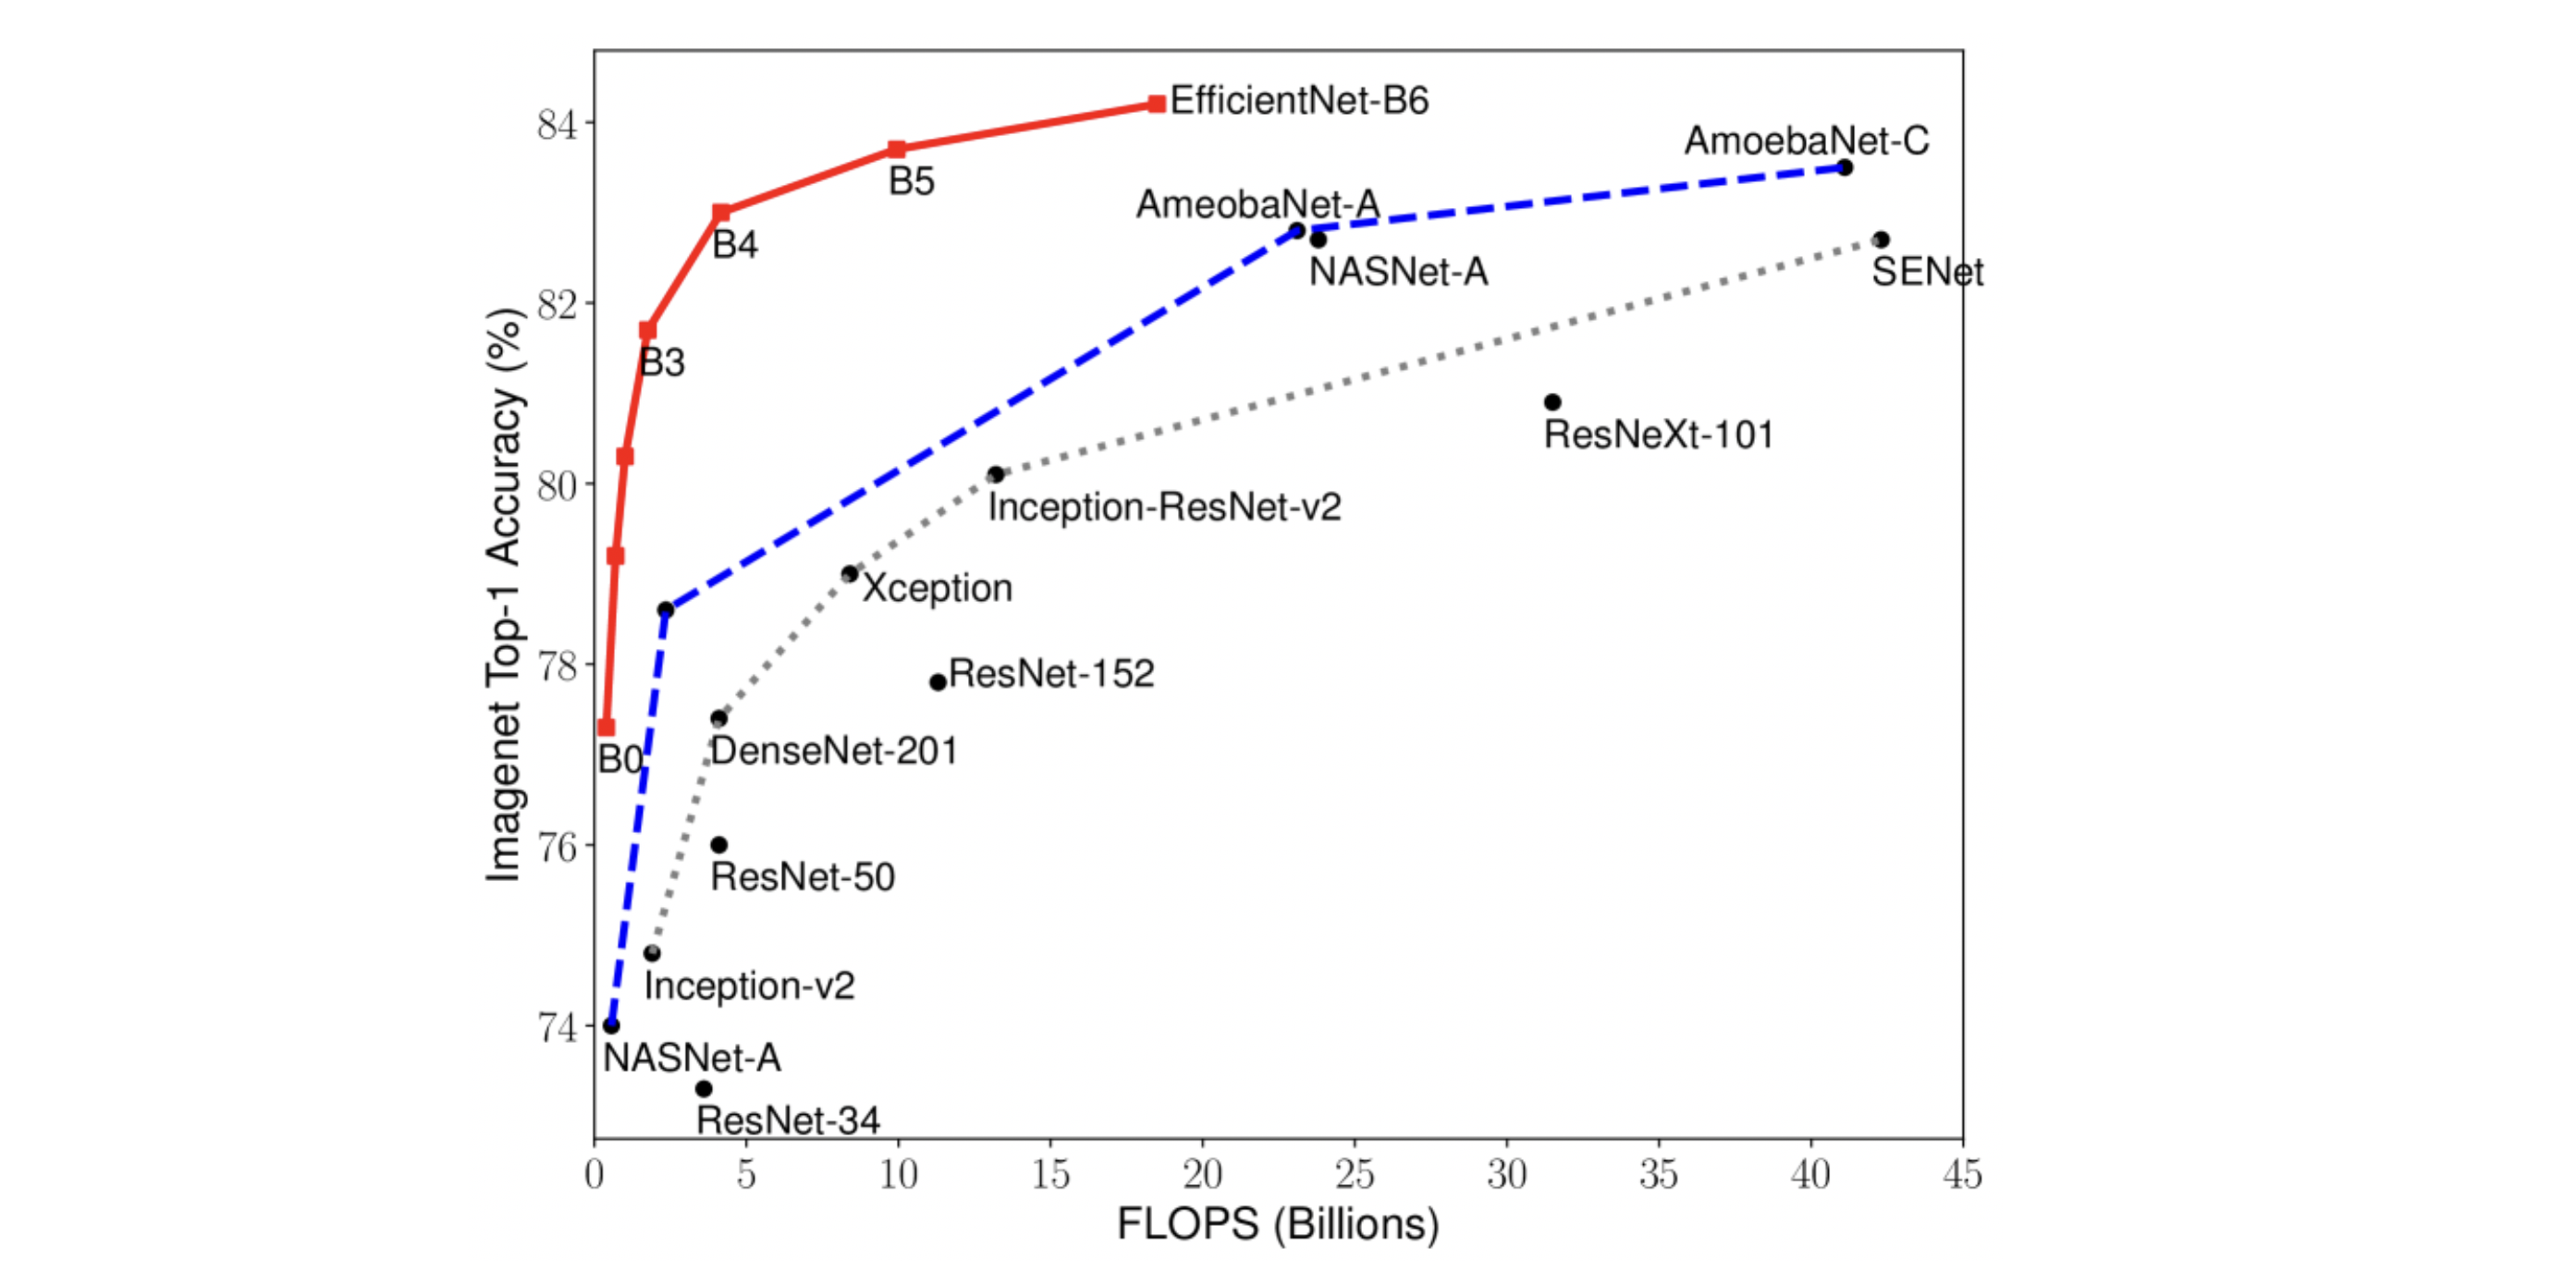 EfficientNet-B6
84
AmoebaNet-C
B5
AmeobaNet-A
B4
NASNet-A
SENet
82
B3
ResNeXt-101
80
Inception-ResNet-v2
Xception
78
ResNet-152
DenseNet-201
B0
76
ResNet-50
Inception-v2
74
NASNet-A
ResNet-34
Imagenet Top-1 Accuracy (%)
0 5 10 15 20 25 30 35 40 45
FLOPS (Billions)